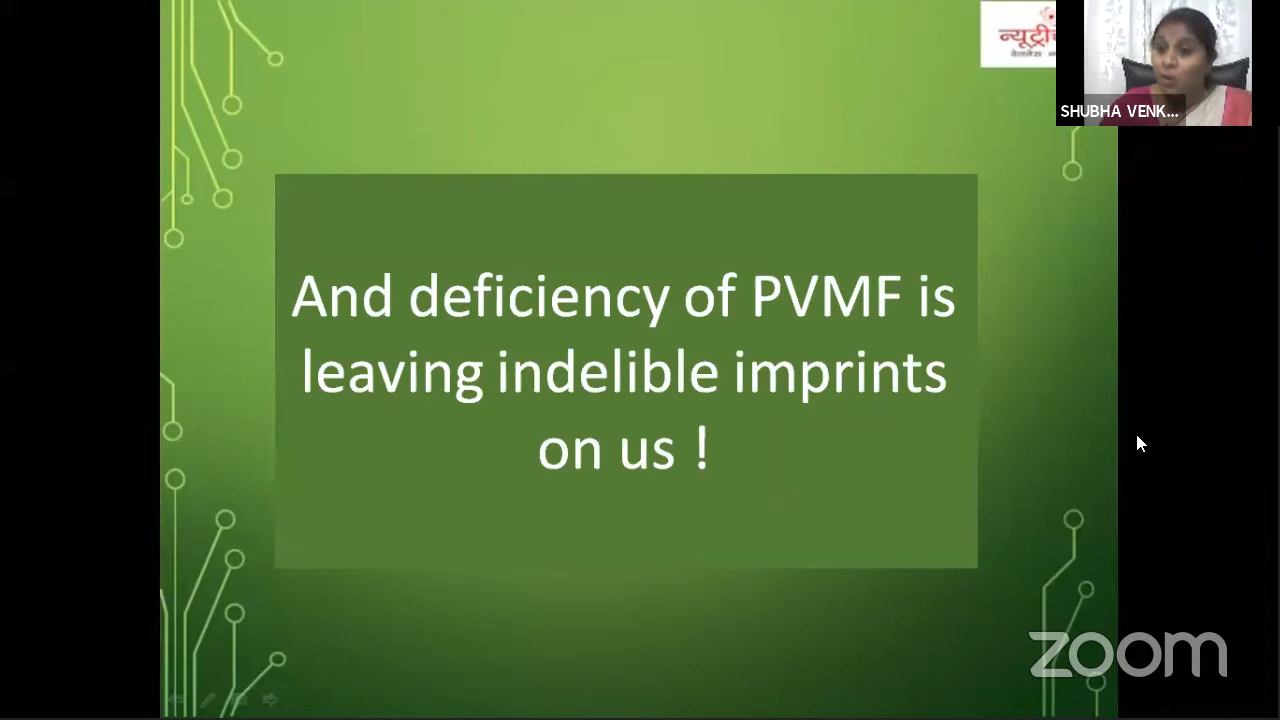 न्यूट्री
SHUBHA VENK...
And deficiency of PVMF is
leaving indelible imprints
on us !
zoom